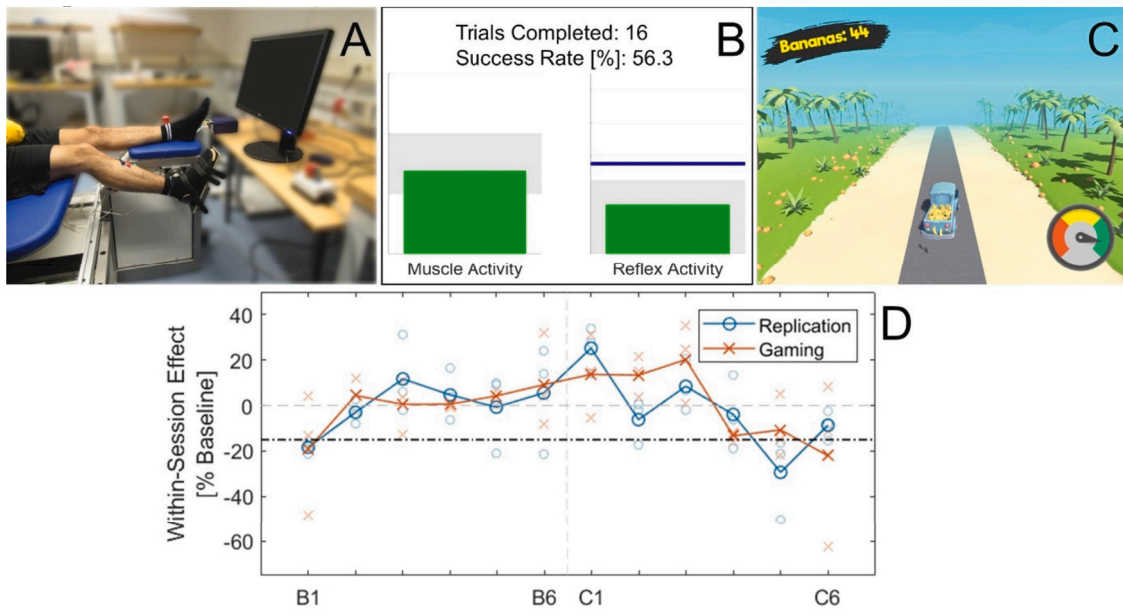 A
B
Trials Completed: 16
Success Rate [%]: 56.3
Muscle Activity
Reflex Activity
C
Bananas: 44
D
Within-Session Effect
[% Baseline]
40
20
0
-20
-40
-60
Replication
Gaming
B1
B6
C1
C6